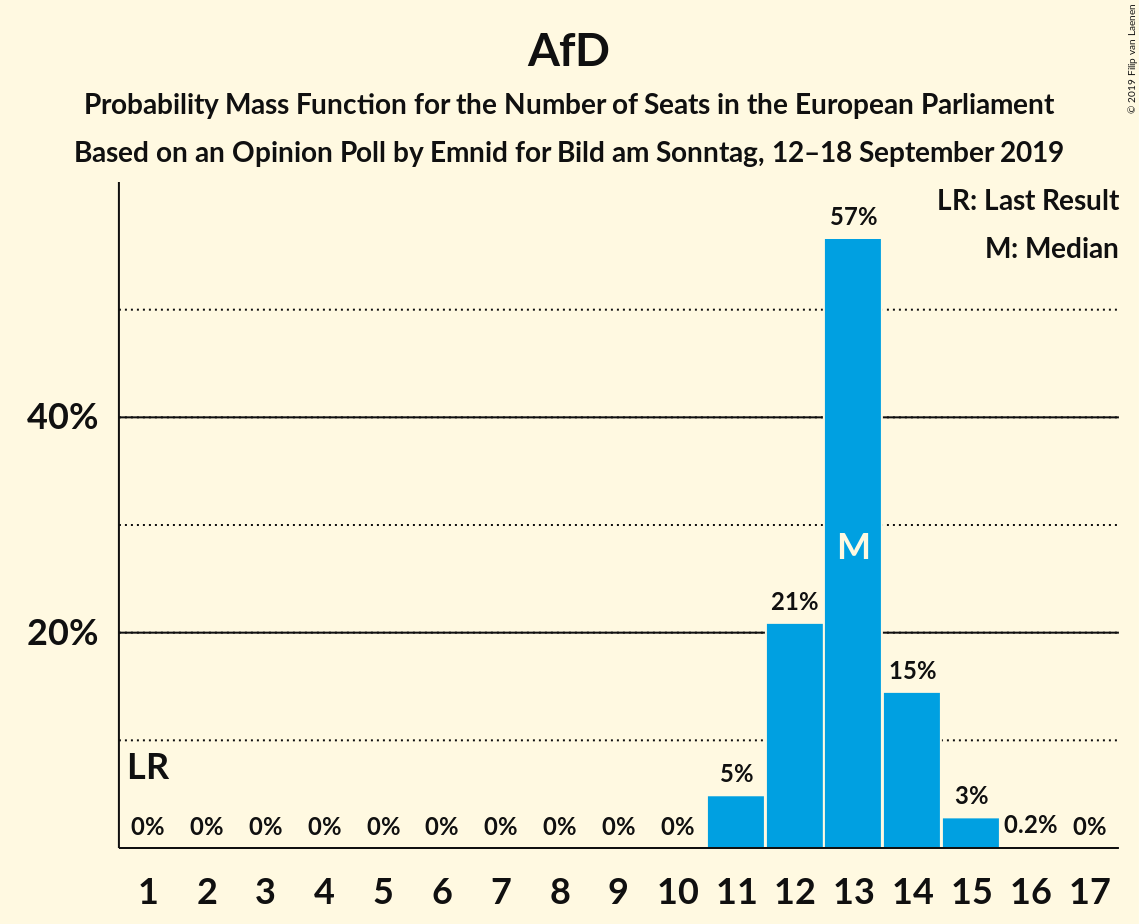 AfD
Probability Mass Function for the Number of Seats in the European Parliament
Based on an Opinion Poll by Emnid for Bild am Sonntag, 12–18 September 2019
© 2019 Filip van Laenen
LR: Last Result
M: Median
57%
40%
M
21%
20%
15%
LR
5%
3%
0% 0% 0% 0% 0% 0% 0% 0% 0% 0% 0.2% 0%
1 2 3 4 5 6 7 8 9 10 11 12 13 14 15 16 17